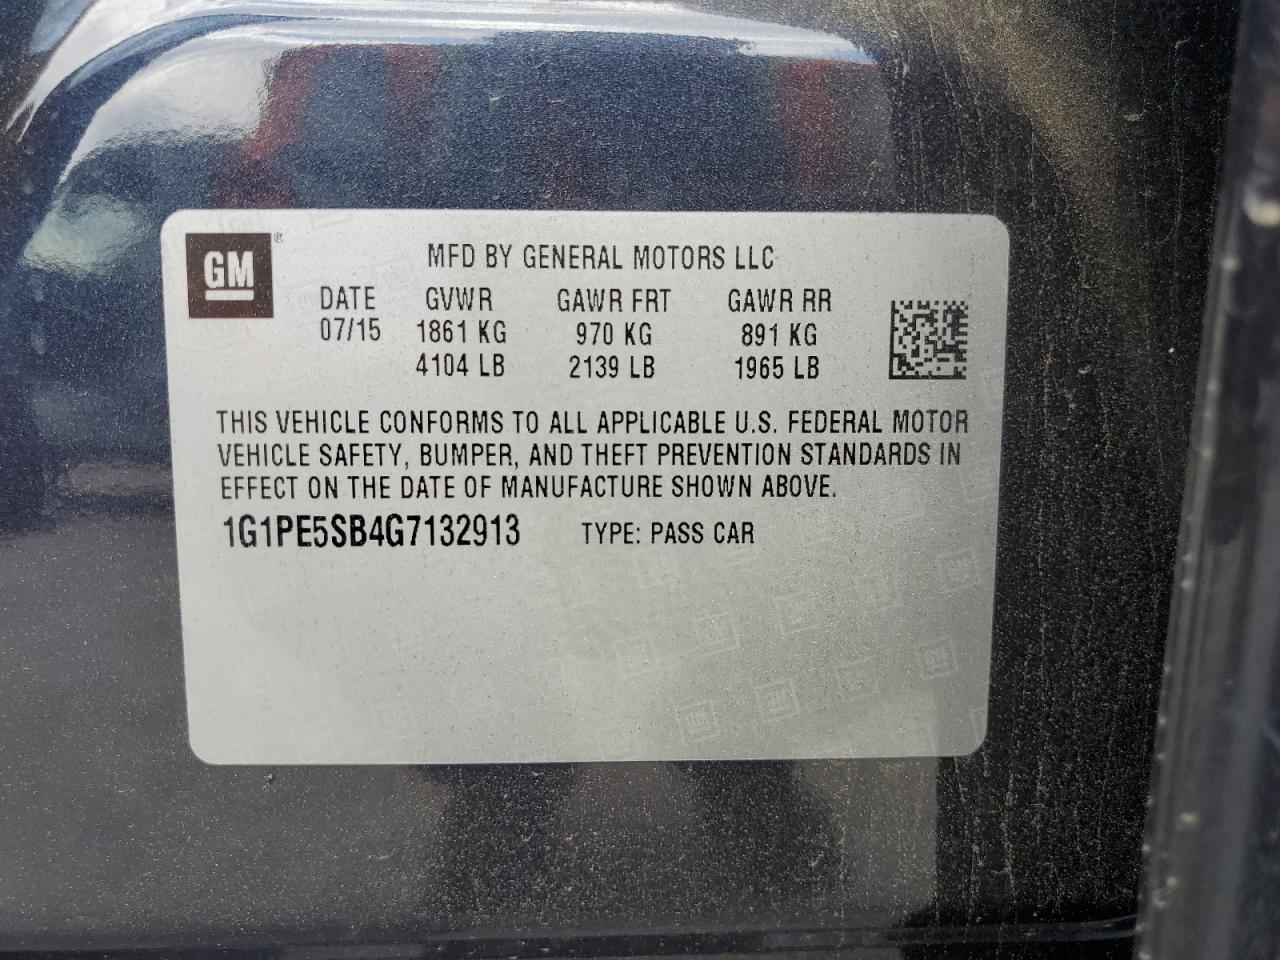 GM®
MFD BY GENERAL MOTORS LLC
DATE GVWR GAWR FRT GAWR RR
07/15 1861 KG 970 KG 891 KG
4104 LB 2139 LB 1965 LB
THIS VEHICLE CONFORMS TO ALL APPLICABLE U.S. FEDERAL MOTOR
VEHICLE SAFETY, BUMPER, AND THEFT PREVENTION STANDARDS IN
EFFECT ON THE DATE OF MANUFACTURE SHOWN ABOVE.
1G1PE5SB4G7132913 TYPE: PASS CAR